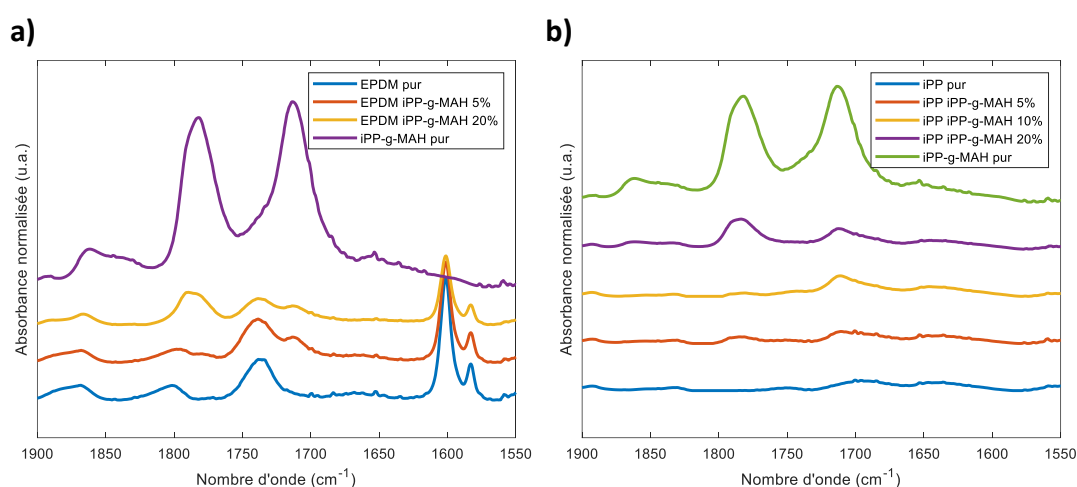 a)
b)
EPDM pur
EPDM iPP-g-MAH 5%
EPDM iPP-g-MAH 20%
iPP-g-MAH pur
Absorbance normalisée (u.a.)
1900 1850 1800 1750 1700 1650 1600 1550
Nombre d'onde (cm-1)
iPP pur
iPP iPP-g-MAH 5%
iPP iPP-g-MAH 10%
iPP iPP-g-MAH 20%
iPP-g-MAH pur
Absorbance normalisée (u.a.)
1900 1850 1800 1750 1700 1650 1600 1550
Nombre d'onde (cm-1)